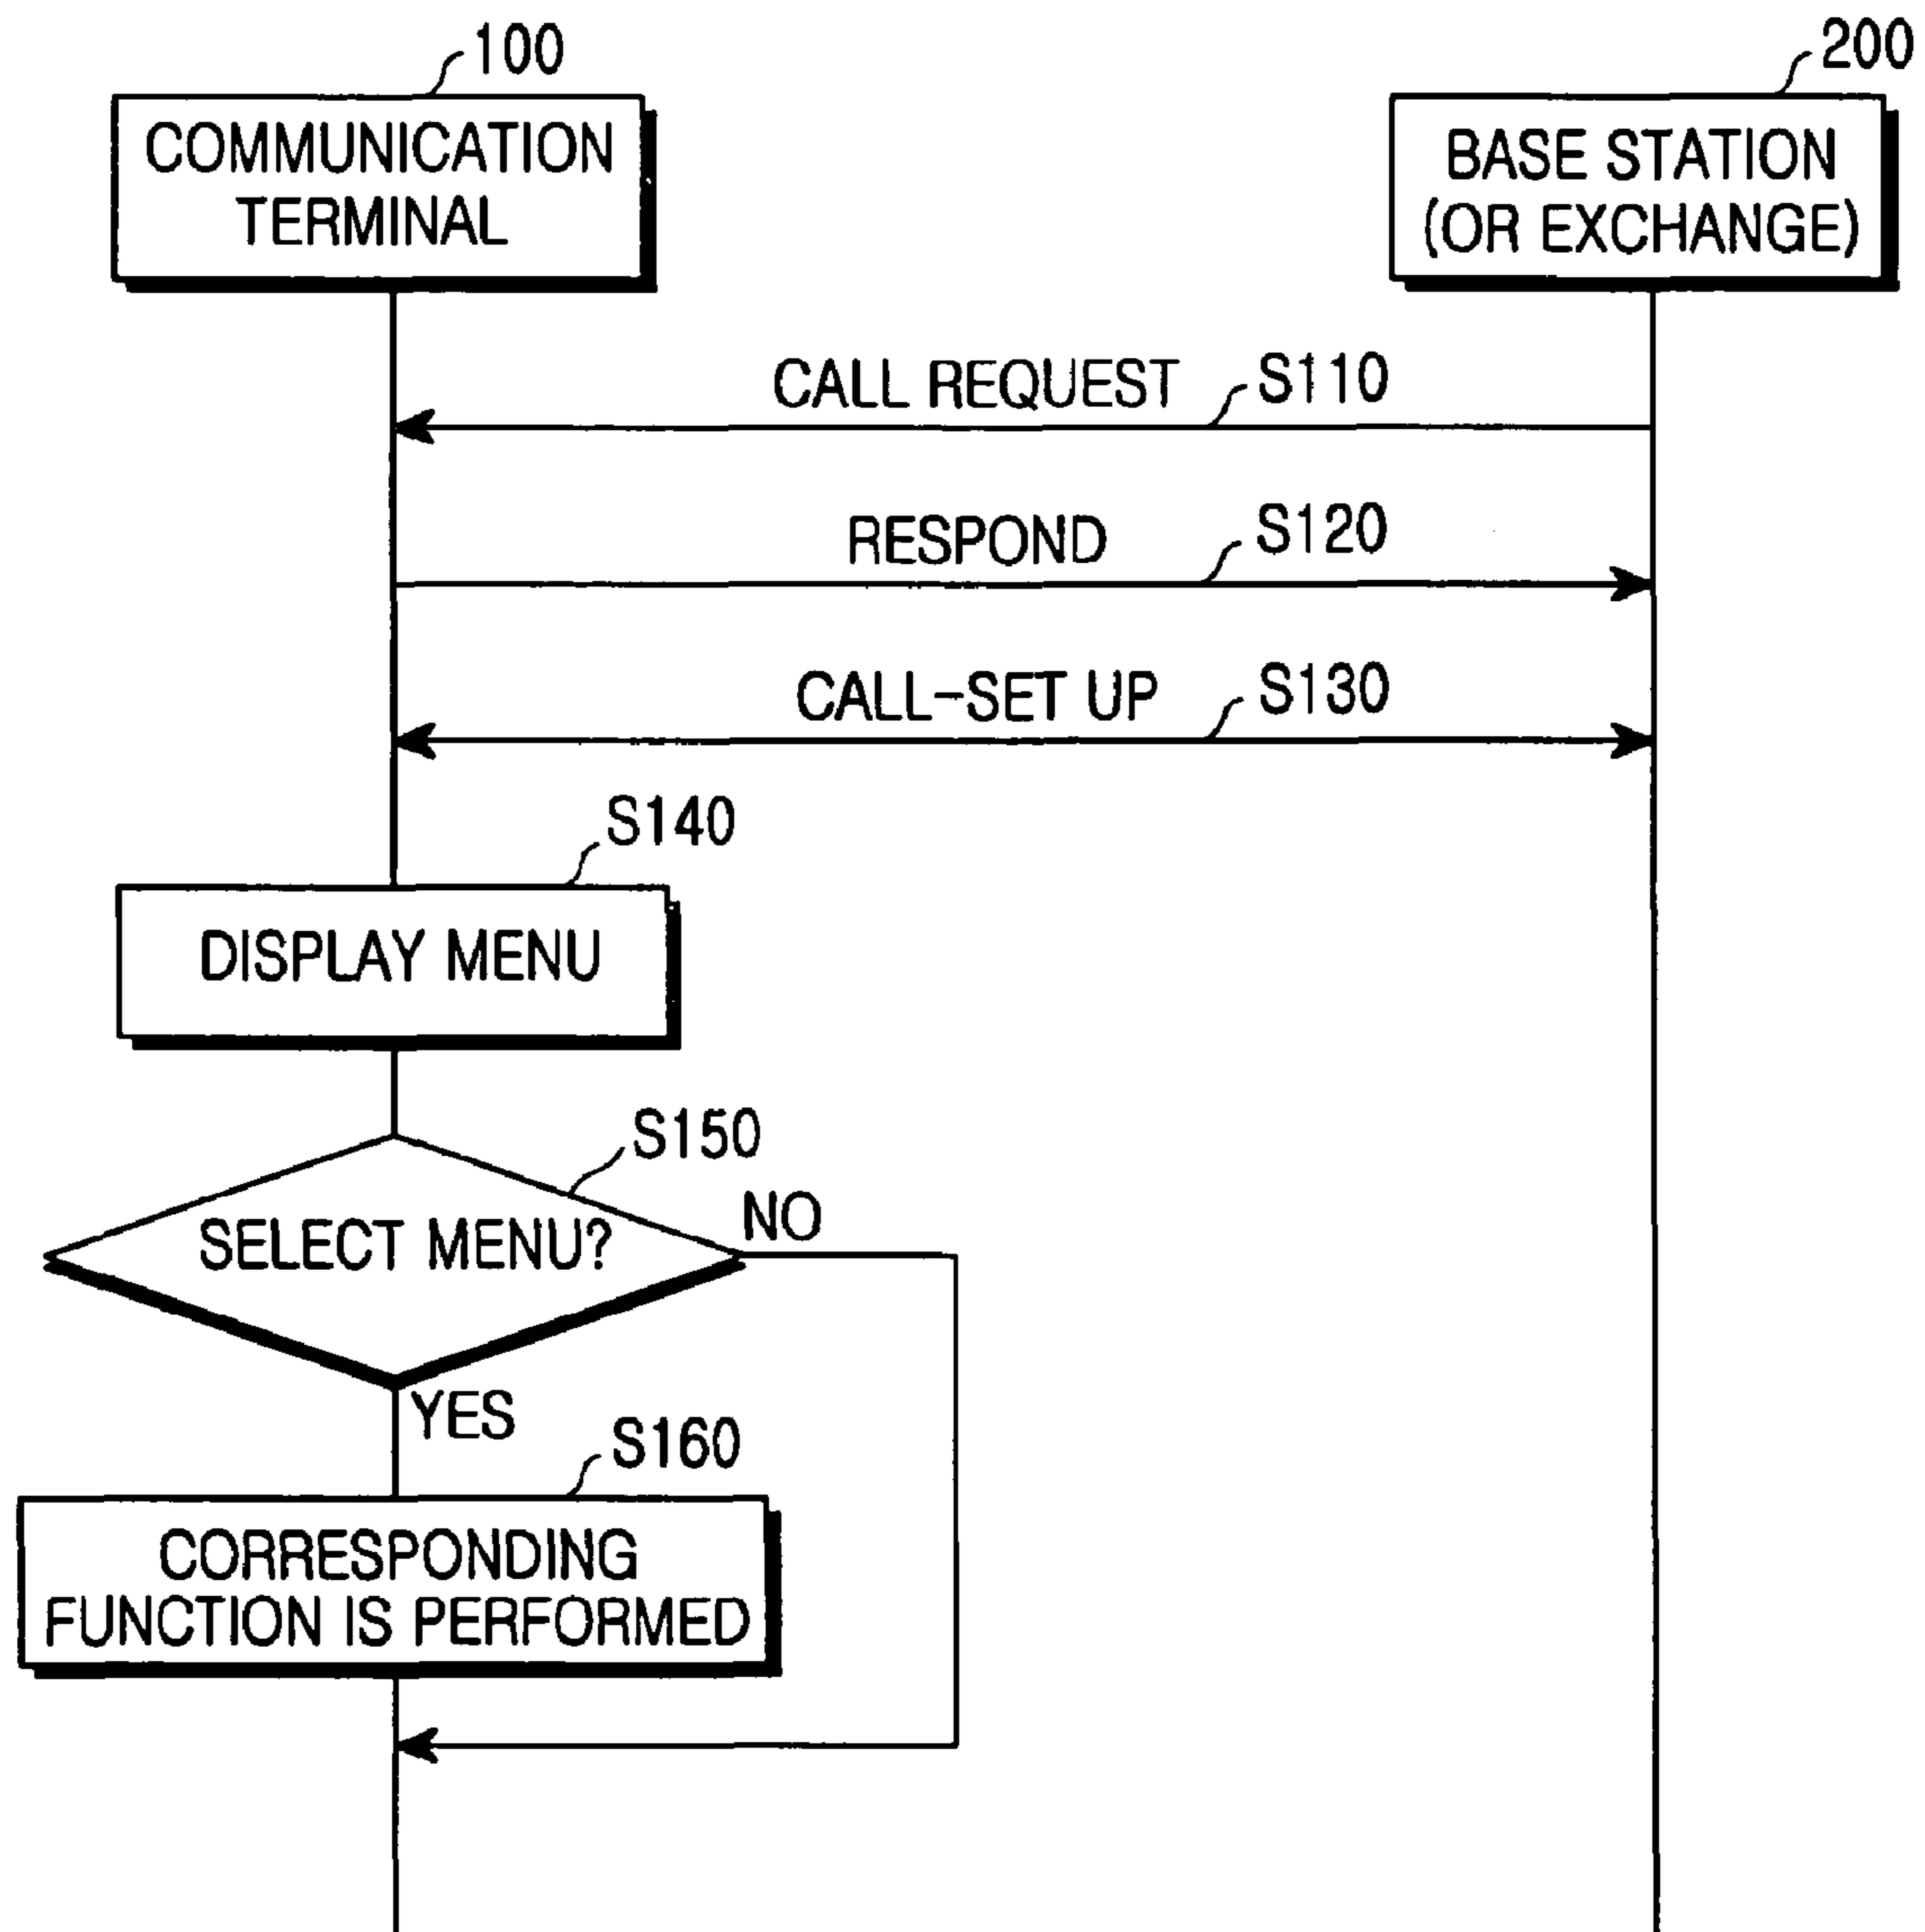 100
200
COMMUNICATION
TERMINAL
BASE STATION
(OR EXCHANGE)
CALL REQUEST
S110
RESPOND
S120
CALL-SET UP
S130
S140
DISPLAY MENU
S150
SELECT MENU?
NO
YES
S160
CORRESPONDING
FUNCTION IS PERFORMED